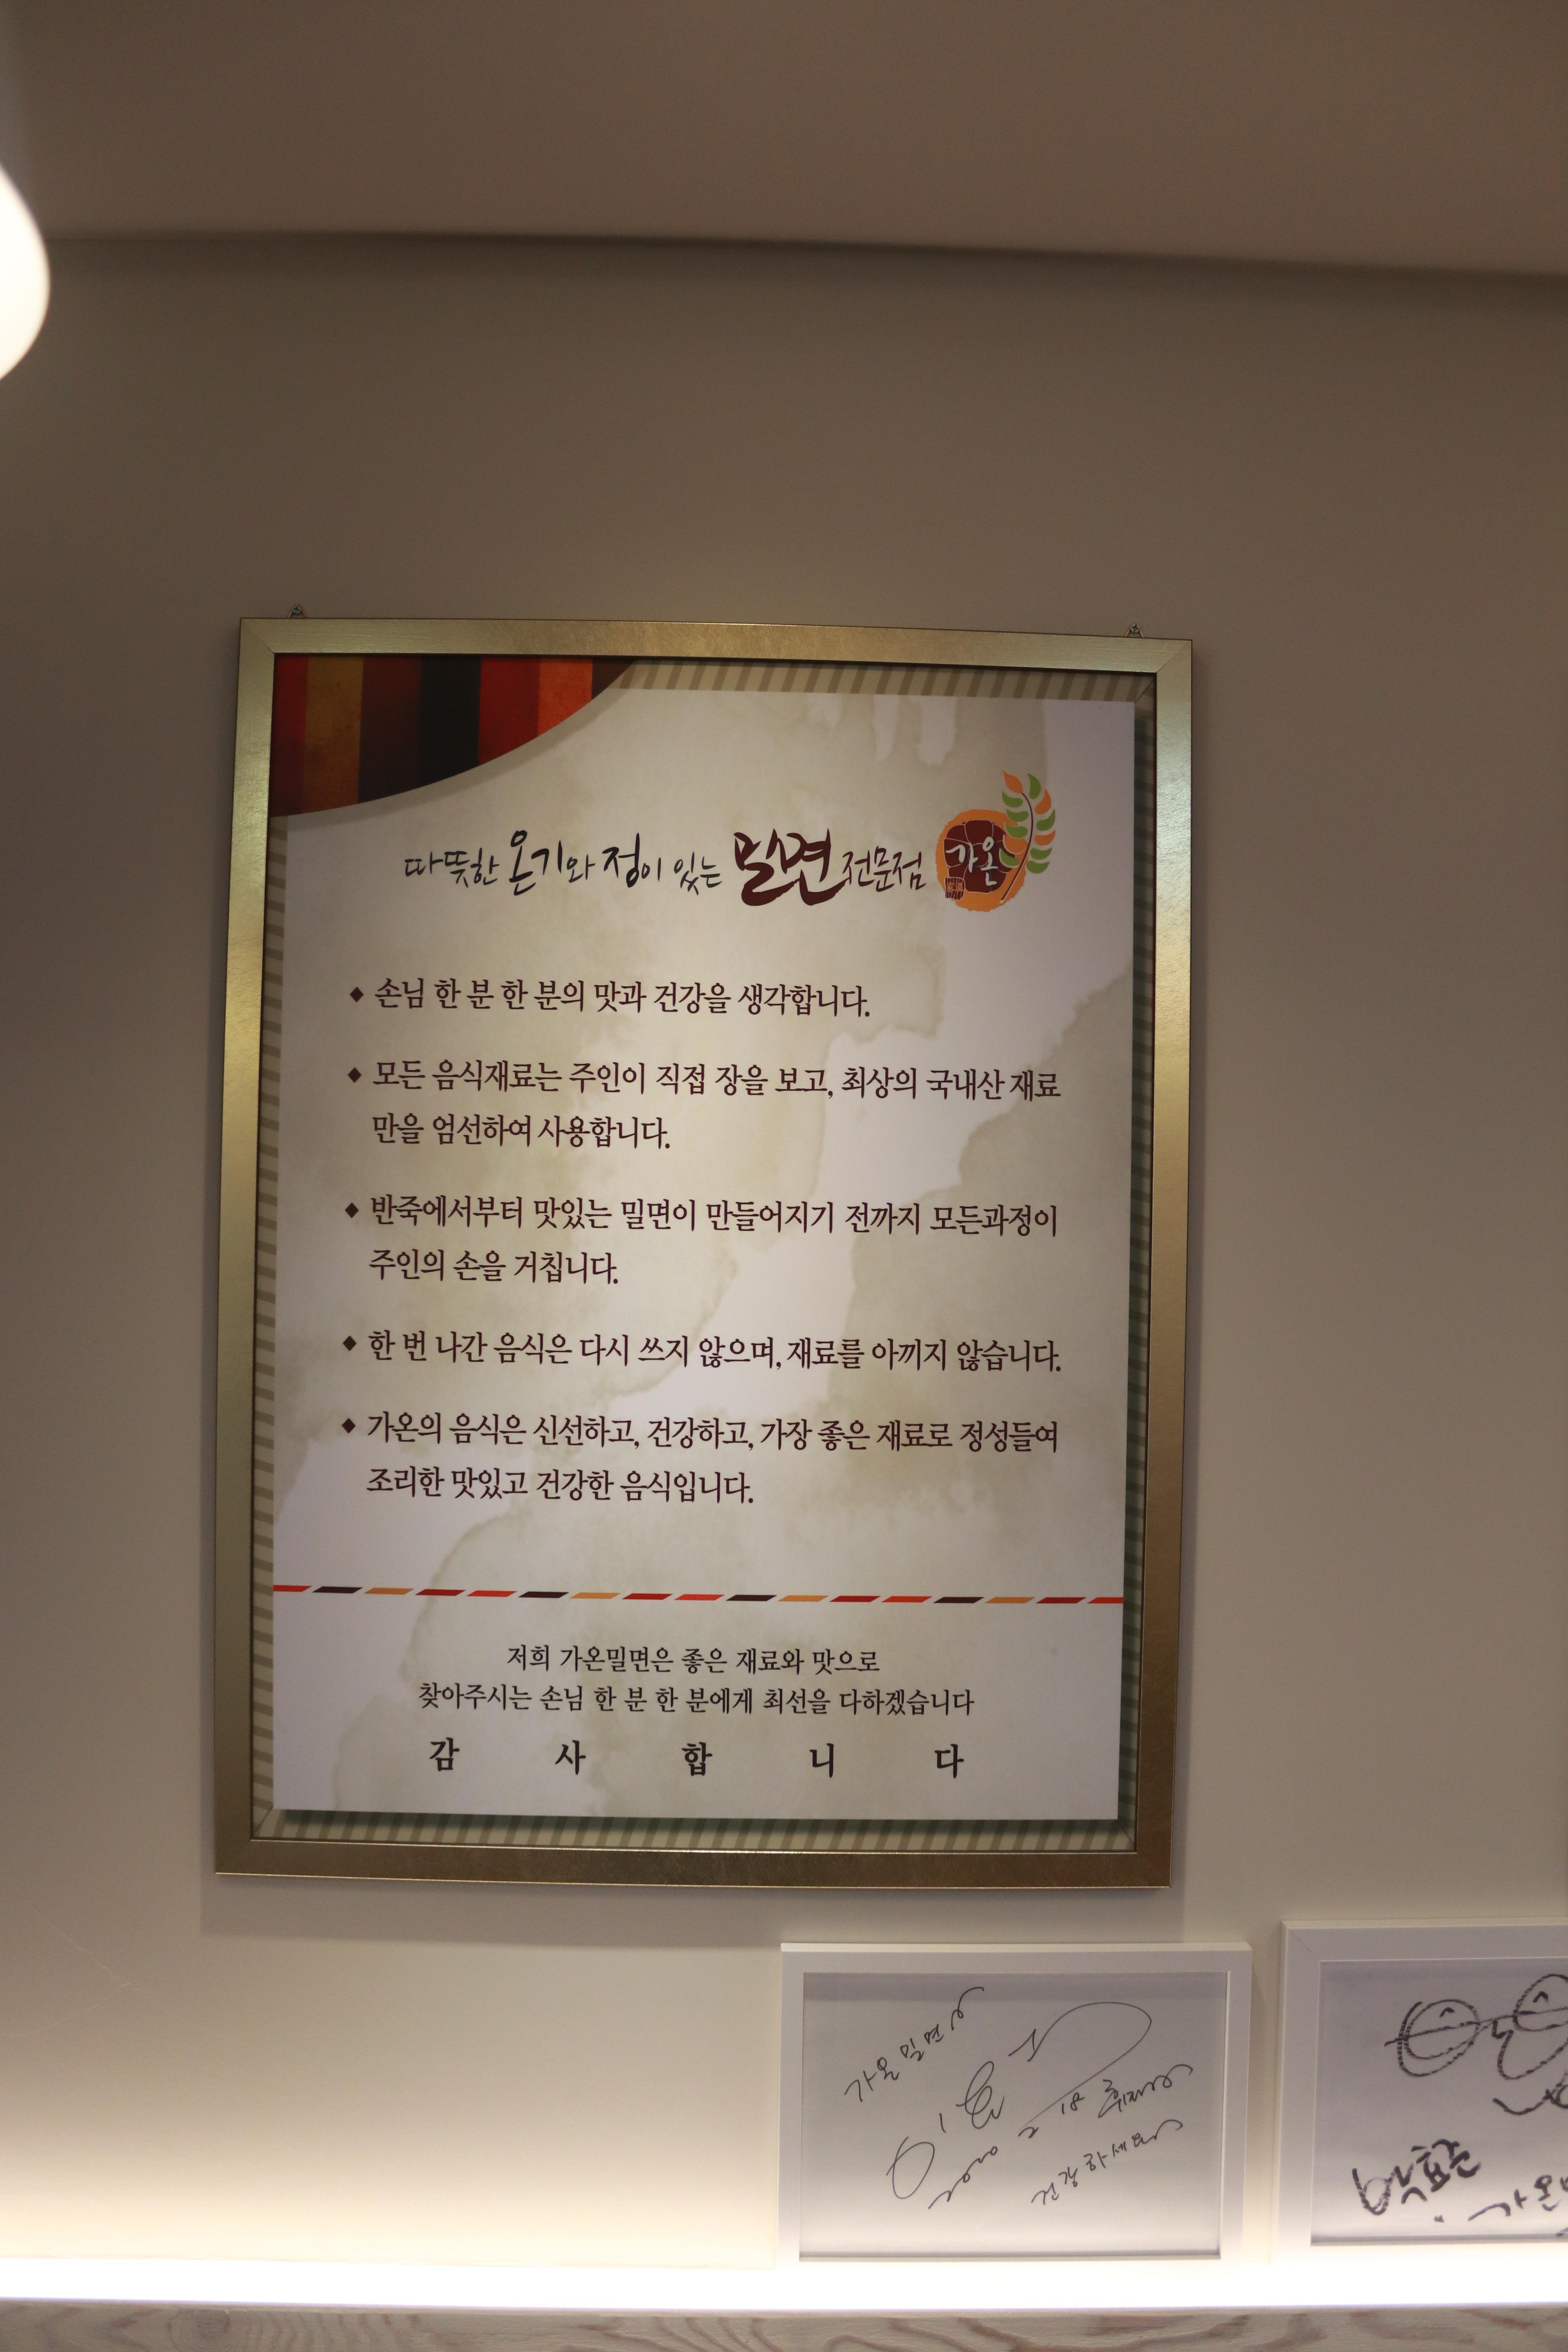 따뜻한 온기와 정이 있는 밀면 전문점 가온
◆ 손님 한 분 한 분의 맛과 건강을 생각합니다.
◆ 모든 음식재료는 주인이 직접 장을 보고, 최상의 국내산 재료
만을 엄선하여 사용합니다.
◆ 반죽에서부터 맛있는 밀면이 만들어지기 전까지 모든과정이
주인의 손을 거칩니다.
◆ 한 번 나간 음식은 다시 쓰지 않으며, 재료를 아끼지 않습니다.
◆ 가온의 음식은 신선하고, 건강하고, 가장 좋은 재료로 정성들여
조리한 맛있고 건강한 음식입니다.
저희 가온밀면은 좋은 재료와 맛으로
찾아주시는 손님 한 분 한 분에게 최선을 다하겠습니다
감 사 합 니 다
가온밀면
건강하세요
박효준
가온